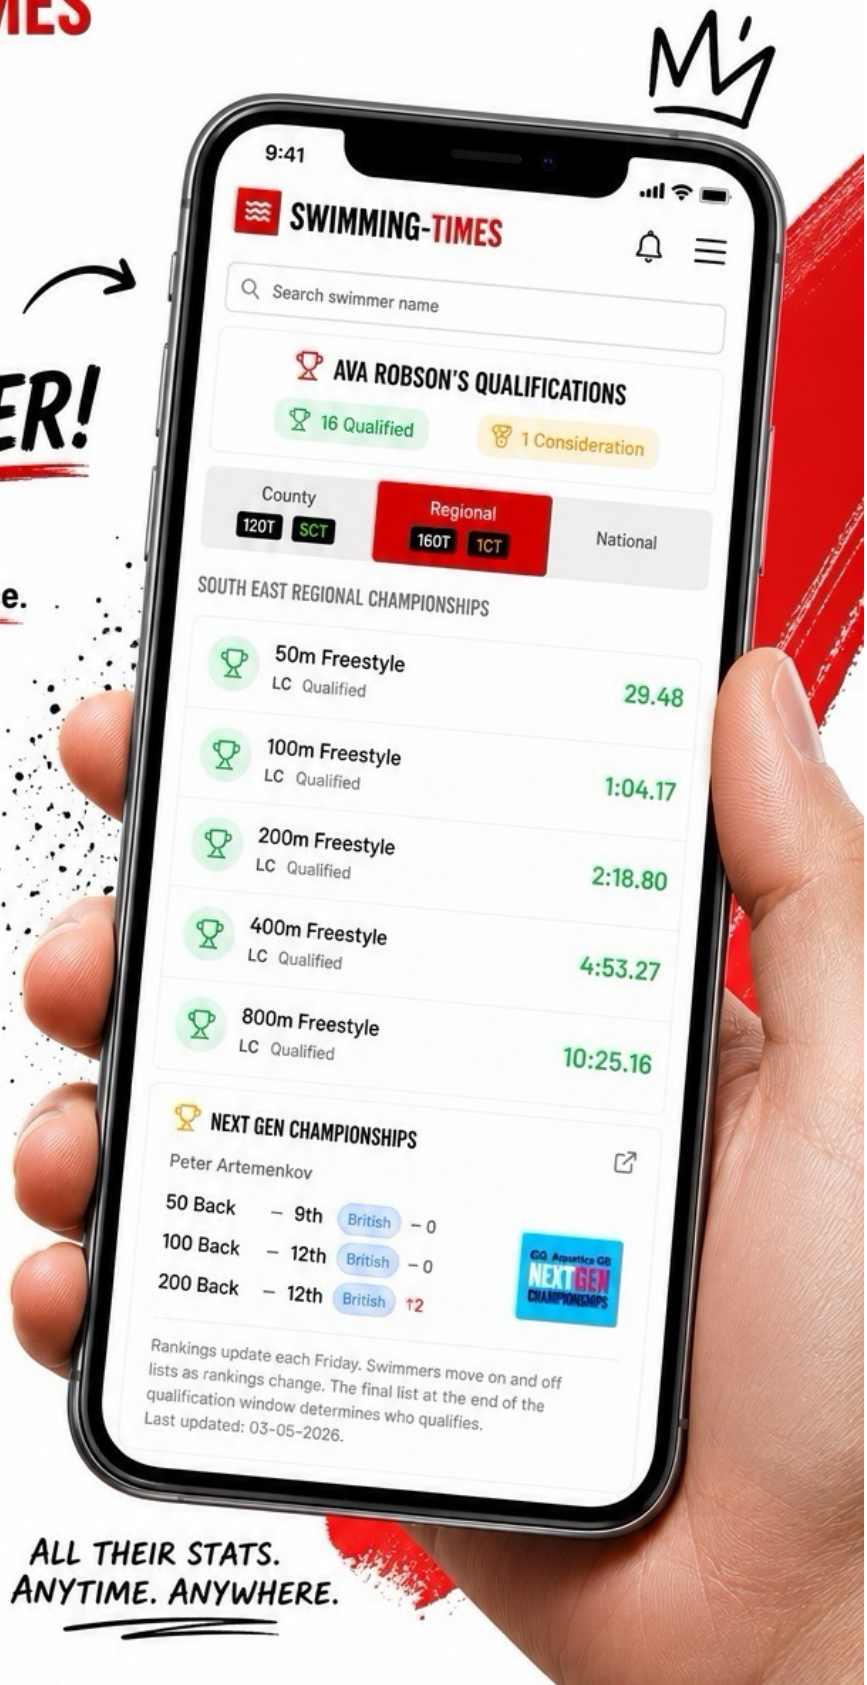 MES
9:41
SWIMMING-TIMES
Search swimmer name
ER!
AVA ROBSON'S QUALIFICATIONS
16 Qualified
1 Consideration
County
Regional
National
120T SCT
160T 1CT
e.
SOUTH EAST REGIONAL CHAMPIONSHIPS
50m Freestyle
LC Qualified
29.48
100m Freestyle
LC Qualified
1:04.17
200m Freestyle
LC Qualified
2:18.80
400m Freestyle
LC Qualified
4:53.27
800m Freestyle
LC Qualified
10:25.16
NEXT GEN CHAMPIONSHIPS
Peter Artemenkov
50 Back – 9th British – 0
100 Back – 12th British – 0
200 Back – 12th British ↑2
Aquatics GB
NEXTGEN
CHAMPIONSHIPS
Rankings update each Friday. Swimmers move on and off
lists as rankings change. The final list at the end of the
qualification window determines who qualifies.
Last updated: 03-05-2026.
ALL THEIR STATS.
ANYTIME. ANYWHERE.